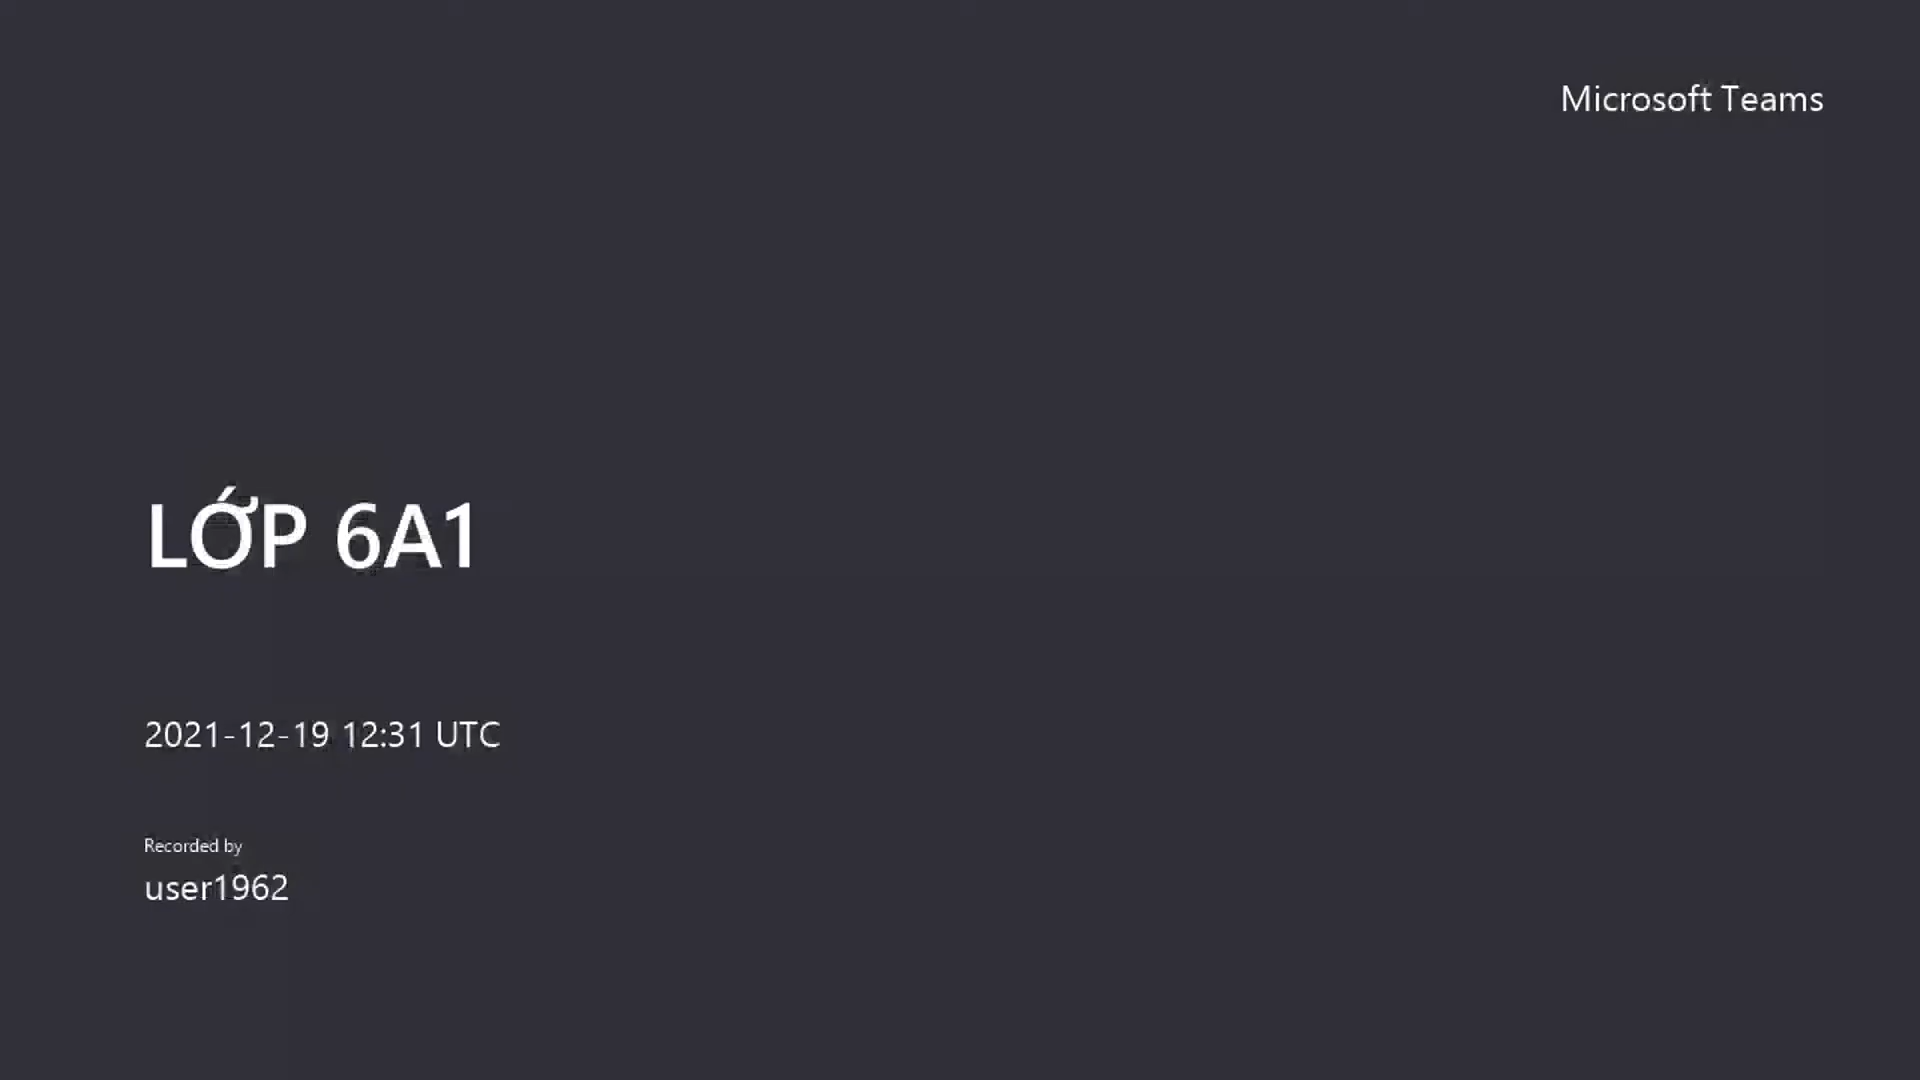 Microsoft Teams
LỚP 6A1
2021-12-19 12:31 UTC
Recorded by
user1962